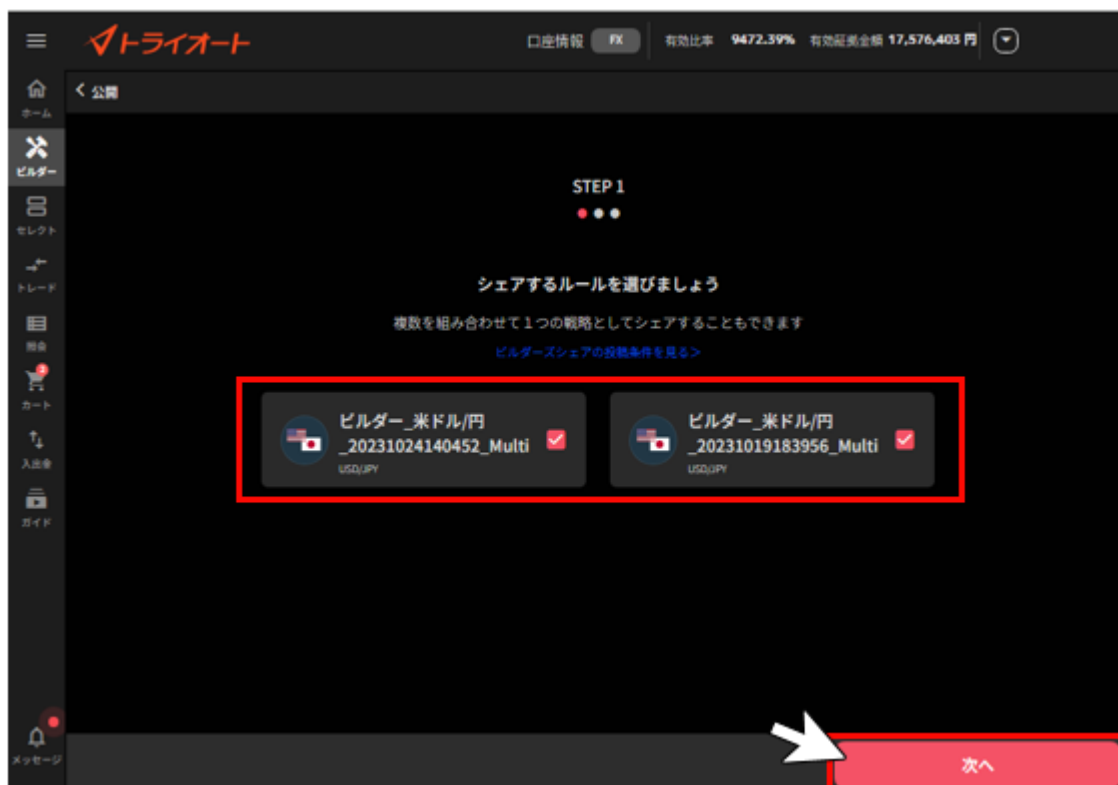 トライオート
口座情報 FX 有効比率 9472.39% 有効証拠金額 17,576,403 円
ホーム
ビルダー
セレクト
トレード
照会
3
カート
入出金
ガイド
メッセージ
< 公開
STEP 1
シェアするルールを選びましょう
複数を組み合わせて１つの戦略としてシェアすることもできます
ビルダーズシェアの投稿条件を見る＞
ビルダー_米ドル/円
_20231024140452_Multi
USD/JPY
ビルダー_米ドル/円
_20231019183956_Multi
USD/JPY
次へ